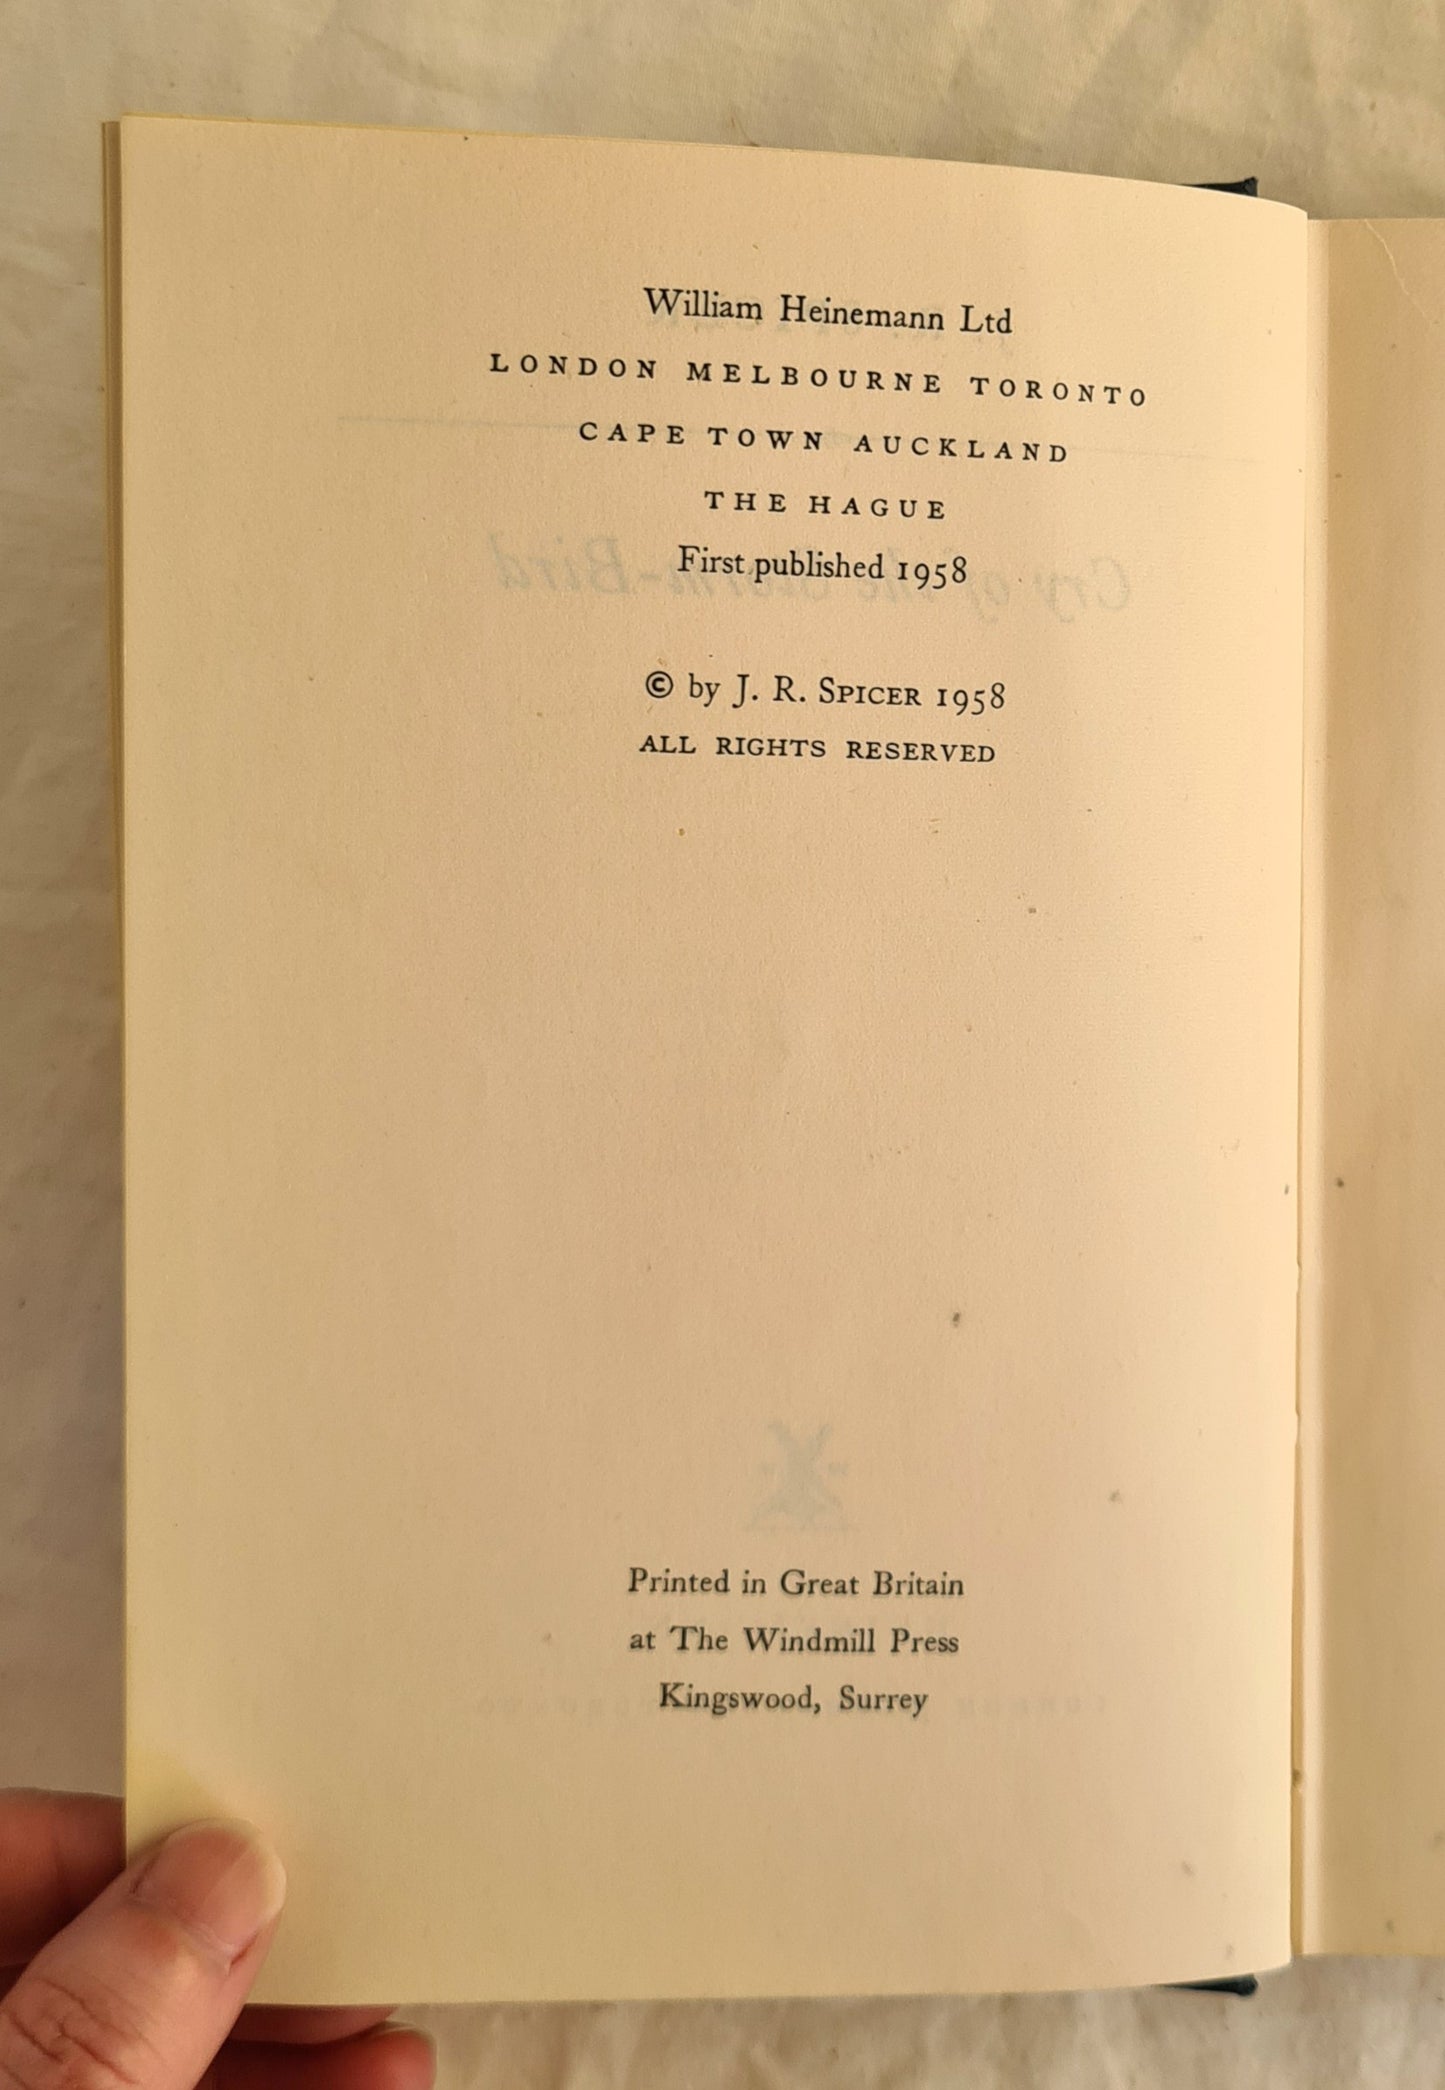 William Heinemann Ltd
LONDON MELBOURNE TORONTO
CAPE TOWN AUCKLAND
THE HAGUE
First published 1958
© by J. R. SPICER 1958
ALL RIGHTS RESERVED
Printed in Great Britain
at The Windmill Press
Kingswood, Surrey